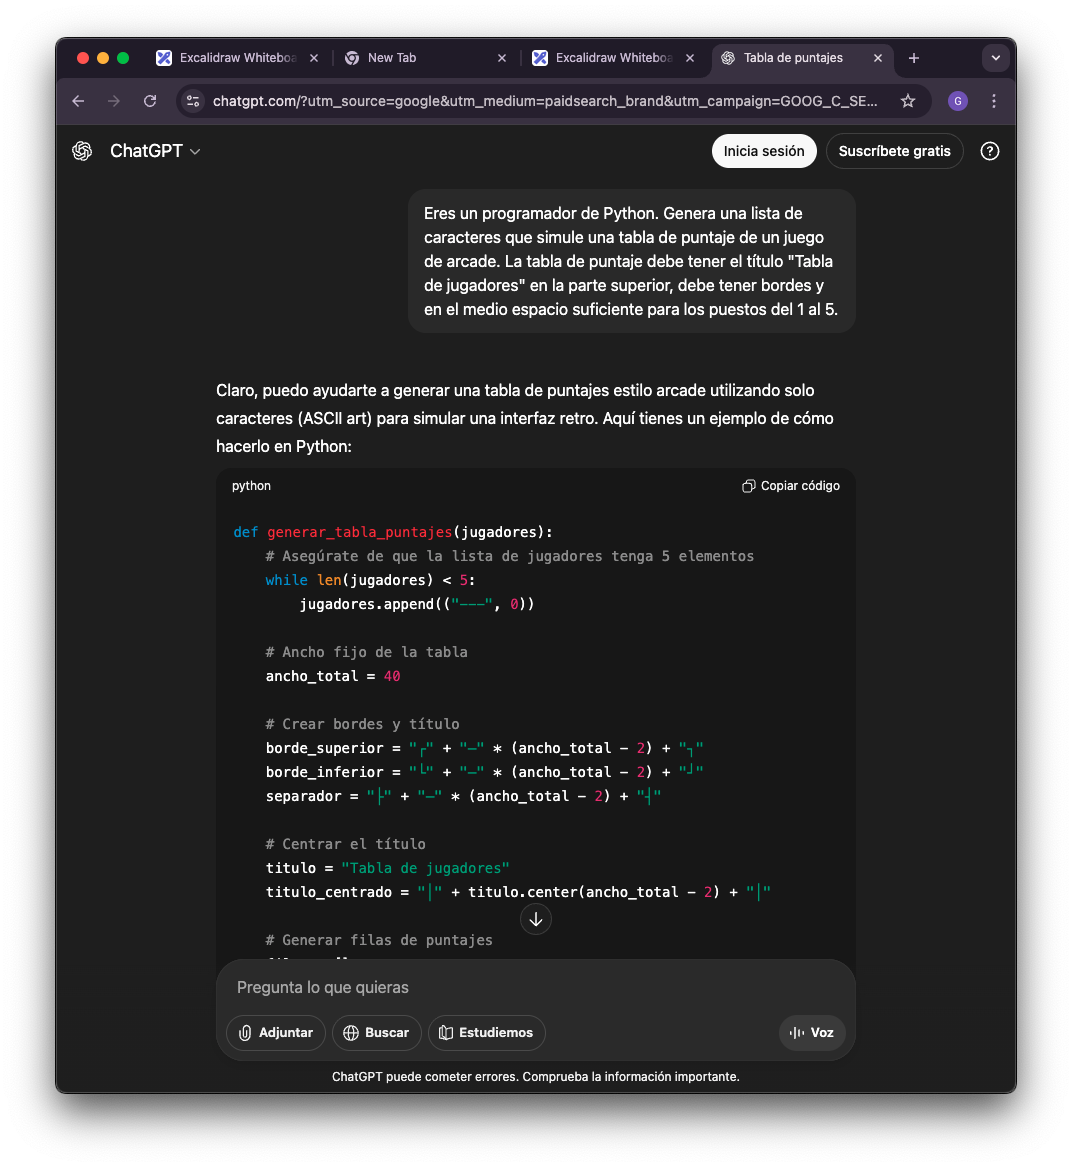 Excalidraw Whiteboa
New Tab
Excalidraw Whiteboa
Tabla de puntajes
chatgpt.com/?utm_source=google&utm_medium=paidsearch_brand&utm_campaign=GOOG_C_SE...
G
ChatGPT
Inicia sesión
Suscríbete gratis
Eres un programador de Python. Genera una lista de
caracteres que simule una tabla de puntaje de un juego
de arcade. La tabla de puntaje debe tener el título "Tabla
de jugadores" en la parte superior, debe tener bordes y
en el medio espacio suficiente para los puestos del 1 al 5.
Claro, puedo ayudarte a generar una tabla de puntajes estilo arcade utilizando solo
caracteres (ASCII art) para simular una interfaz retro. Aquí tienes un ejemplo de cómo
hacerlo en Python:
python
Copiar código
def generar_tabla_puntajes(jugadores):
# Asegúrate de que la lista de jugadores tenga 5 elementos
while len(jugadores) < 5:
jugadores.append(("---", 0))
# Ancho fijo de la tabla
ancho_total = 40
# Crear bordes y título
borde_superior = "┌" + "─" * (ancho_total - 2) + "┐"
borde_inferior = "└" + "─" * (ancho_total - 2) + "┘"
separador = "├" + "─" * (ancho_total - 2) + "┤"
# Centrar el título
titulo = "Tabla de jugadores"
titulo_centrado = "│" + titulo.center(ancho_total - 2) + "│"
# Generar filas de puntajes
Pregunta lo que quieras
Adjuntar
Buscar
Estudiemos
Voz
ChatGPT puede cometer errores. Comprueba la información importante.